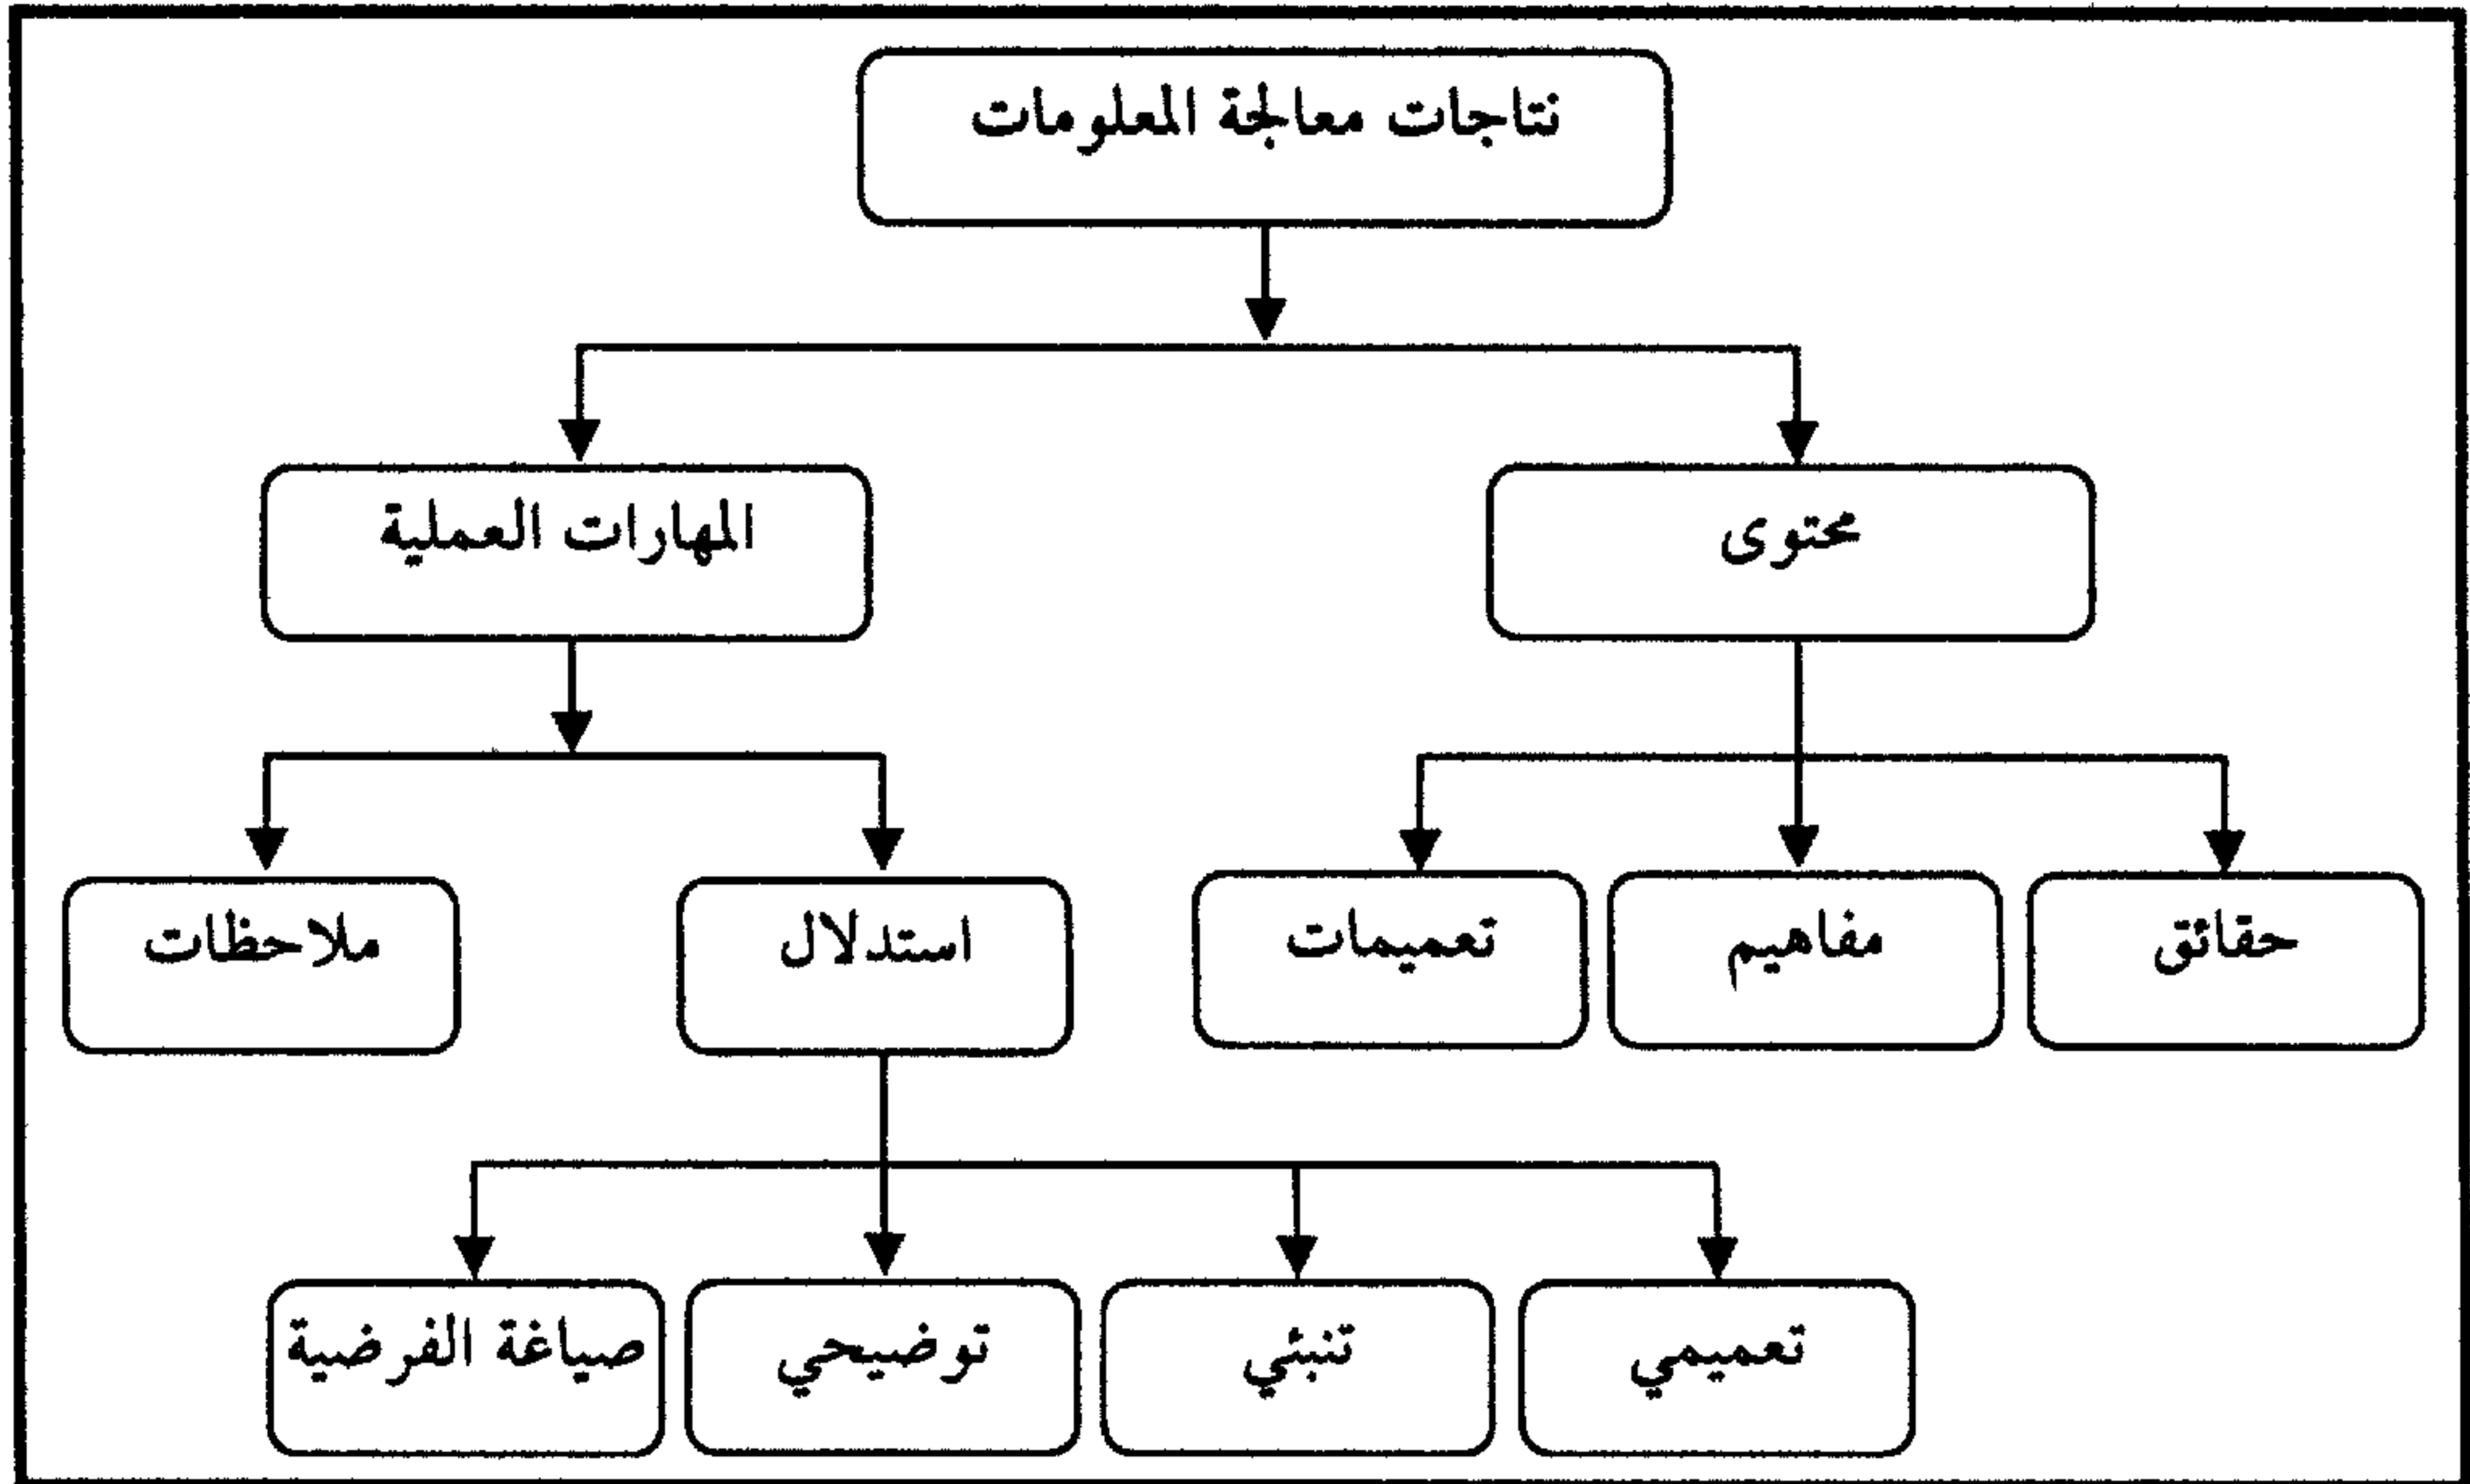 نتاجات معالجة المعلومات
محتوى
المهارات العملية
حقائق
مفاهيم
تعميمات
استدلال
ملاحظات
تعميمي
تنبئي
توضيحي
صياغة الفرضية